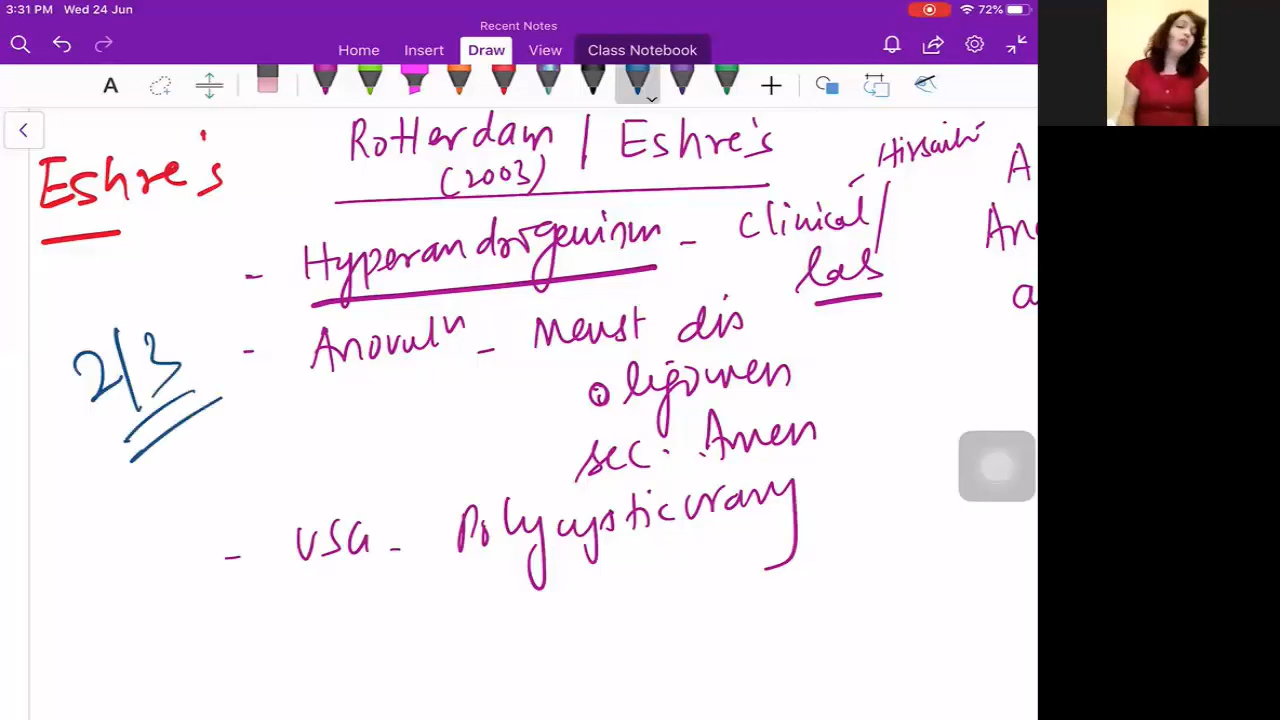 3:31 PM Wed 24 Jun
72%
Recent Notes
Home Insert Draw View Class Notebook
A
Eshre's
Rotterdam / Eshre's
(2003)
- Hyperandrogenism - Clinical/
lab
2/3
- Anovulⁿ - Menst dis
oligomen
sec. Amen
- USG - Polycystic ovary
A
Ano
a